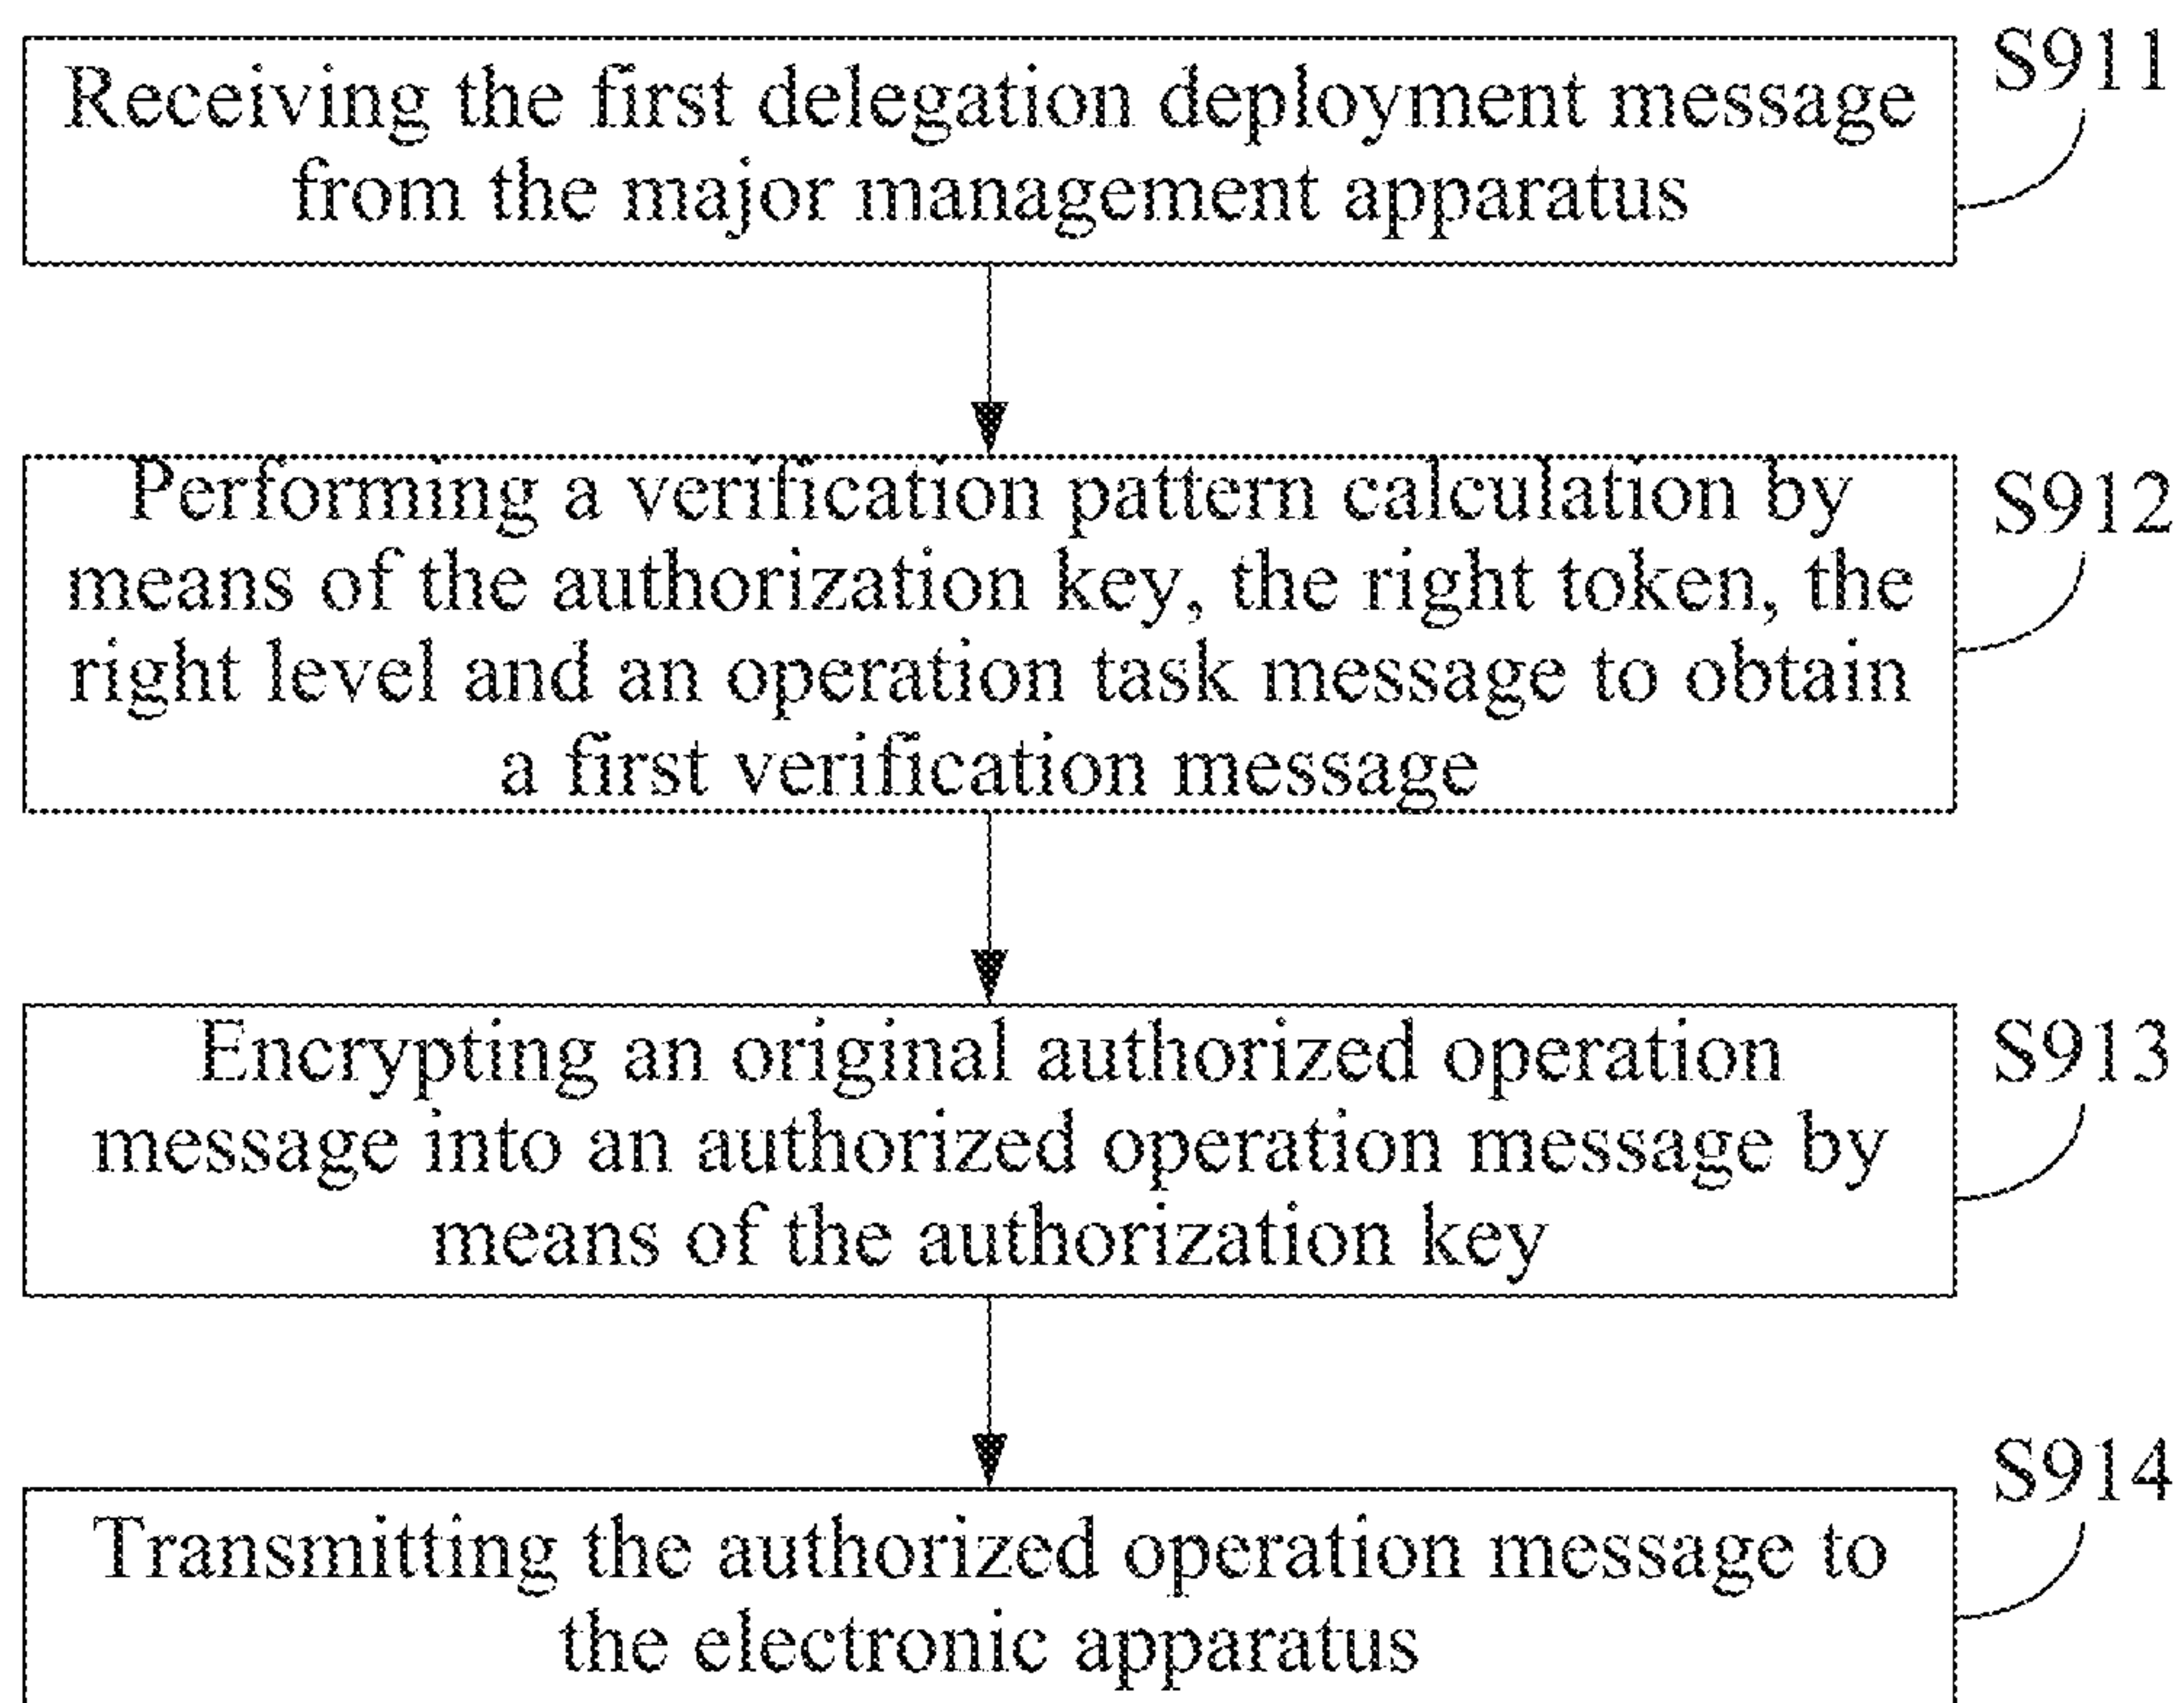 Receiving the first delegation deployment message
from the major management apparatus
S911
Performing a verification pattern calculation by
means of the authorization key, the right token, the
right level and an operation task message to obtain
a first verification message
S912
Encrypting an original authorized operation
message into an authorized operation message by
means of the authorization key
S913
Transmitting the authorized operation message to
the electronic apparatus
S914